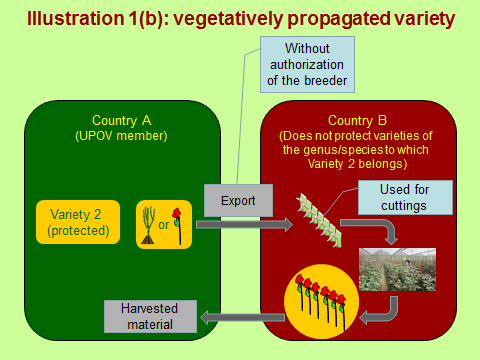 Illustration 1(b): vegetatively propagated variety
Without
authorization
of the breeder
Country A
(UPOV member)
Country B
(Does not protect varieties of
the genus/species to which
Variety 2 belongs)
Variety 2
(protected)
or
Export
Used for
cuttings
Harvested
material